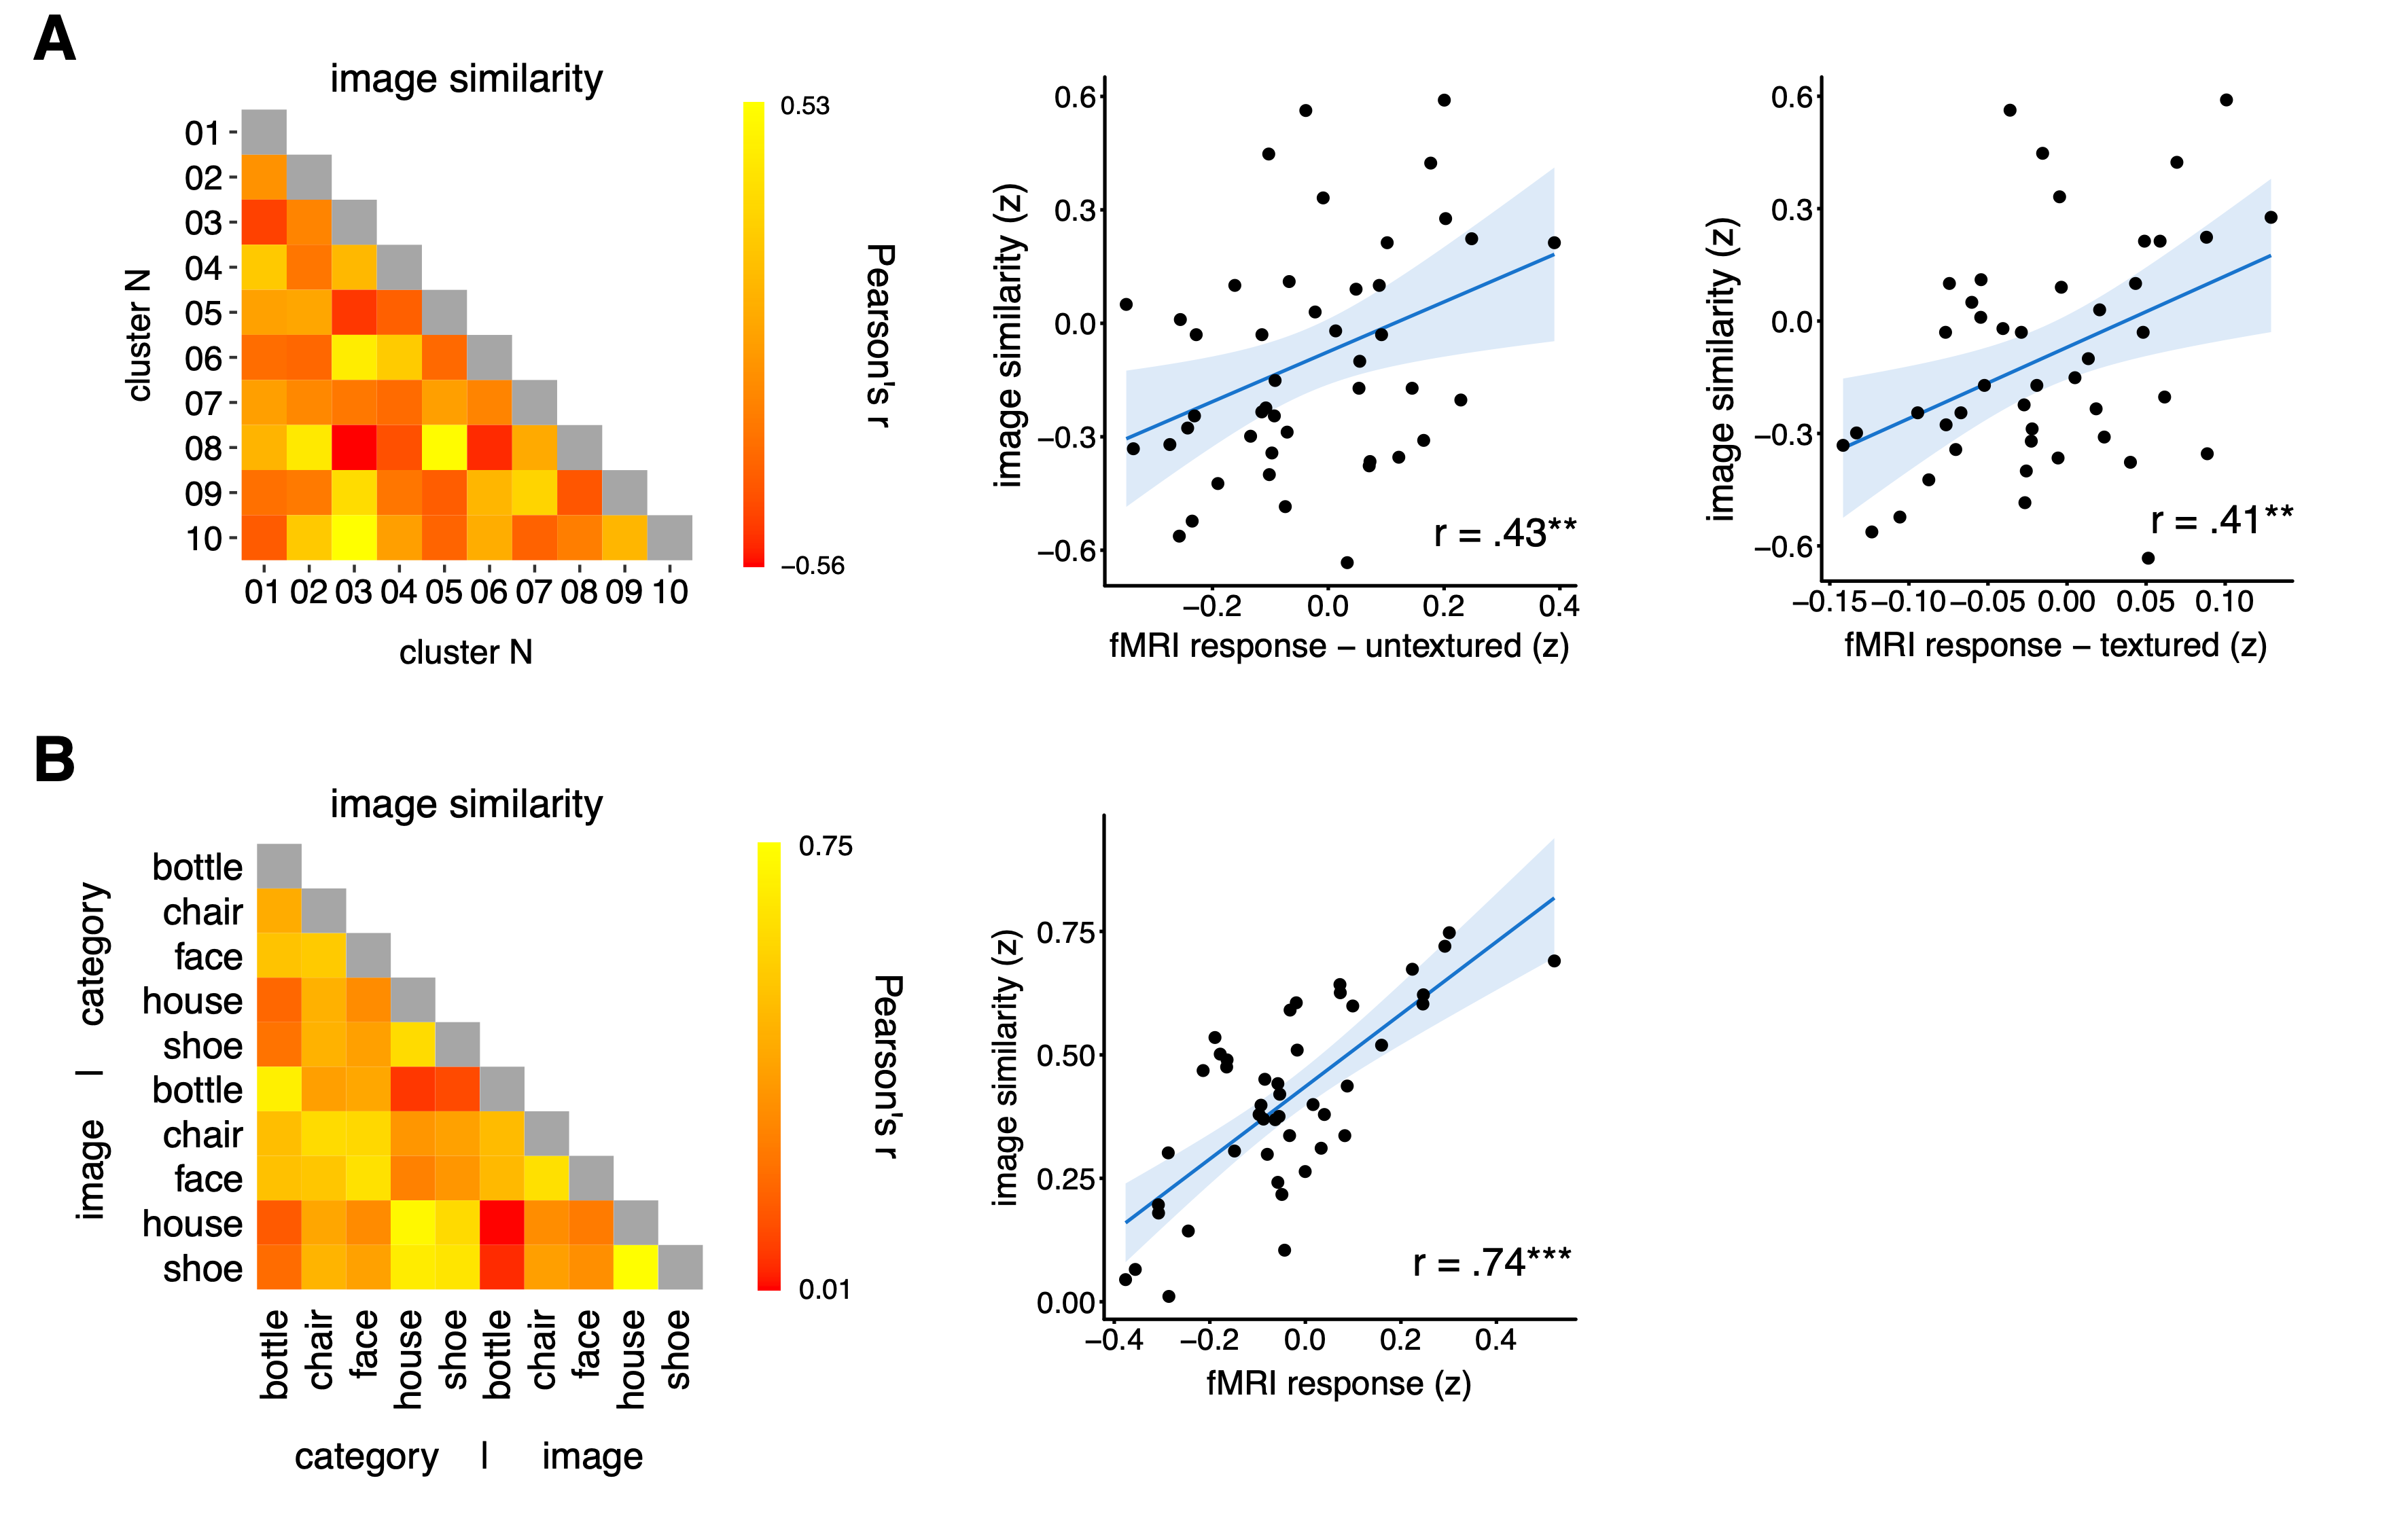 A
image similarity
cluster N
01
02
03
04
05
06
07
08
09
10
01 02 03 04 05 06 07 08 09 10
cluster N
0.53
−0.56
Pearson's r
image similarity (z)
0.6
0.3
0.0
−0.3
−0.6
r = .43**
−0.2 0.0 0.2 0.4
fMRI response – untextured (z)
image similarity (z)
0.6
0.3
0.0
−0.3
−0.6
r = .41**
−0.15 −0.10 −0.05 0.00 0.05 0.10
fMRI response – textured (z)
B
image similarity
image | category
bottle
chair
face
house
shoe
bottle
chair
face
house
shoe
bottle chair face house shoe bottle chair face house shoe
category | image
0.75
0.01
Pearson's r
image similarity (z)
0.75
0.50
0.25
0.00
r = .74***
−0.4 −0.2 0.0 0.2 0.4
fMRI response (z)